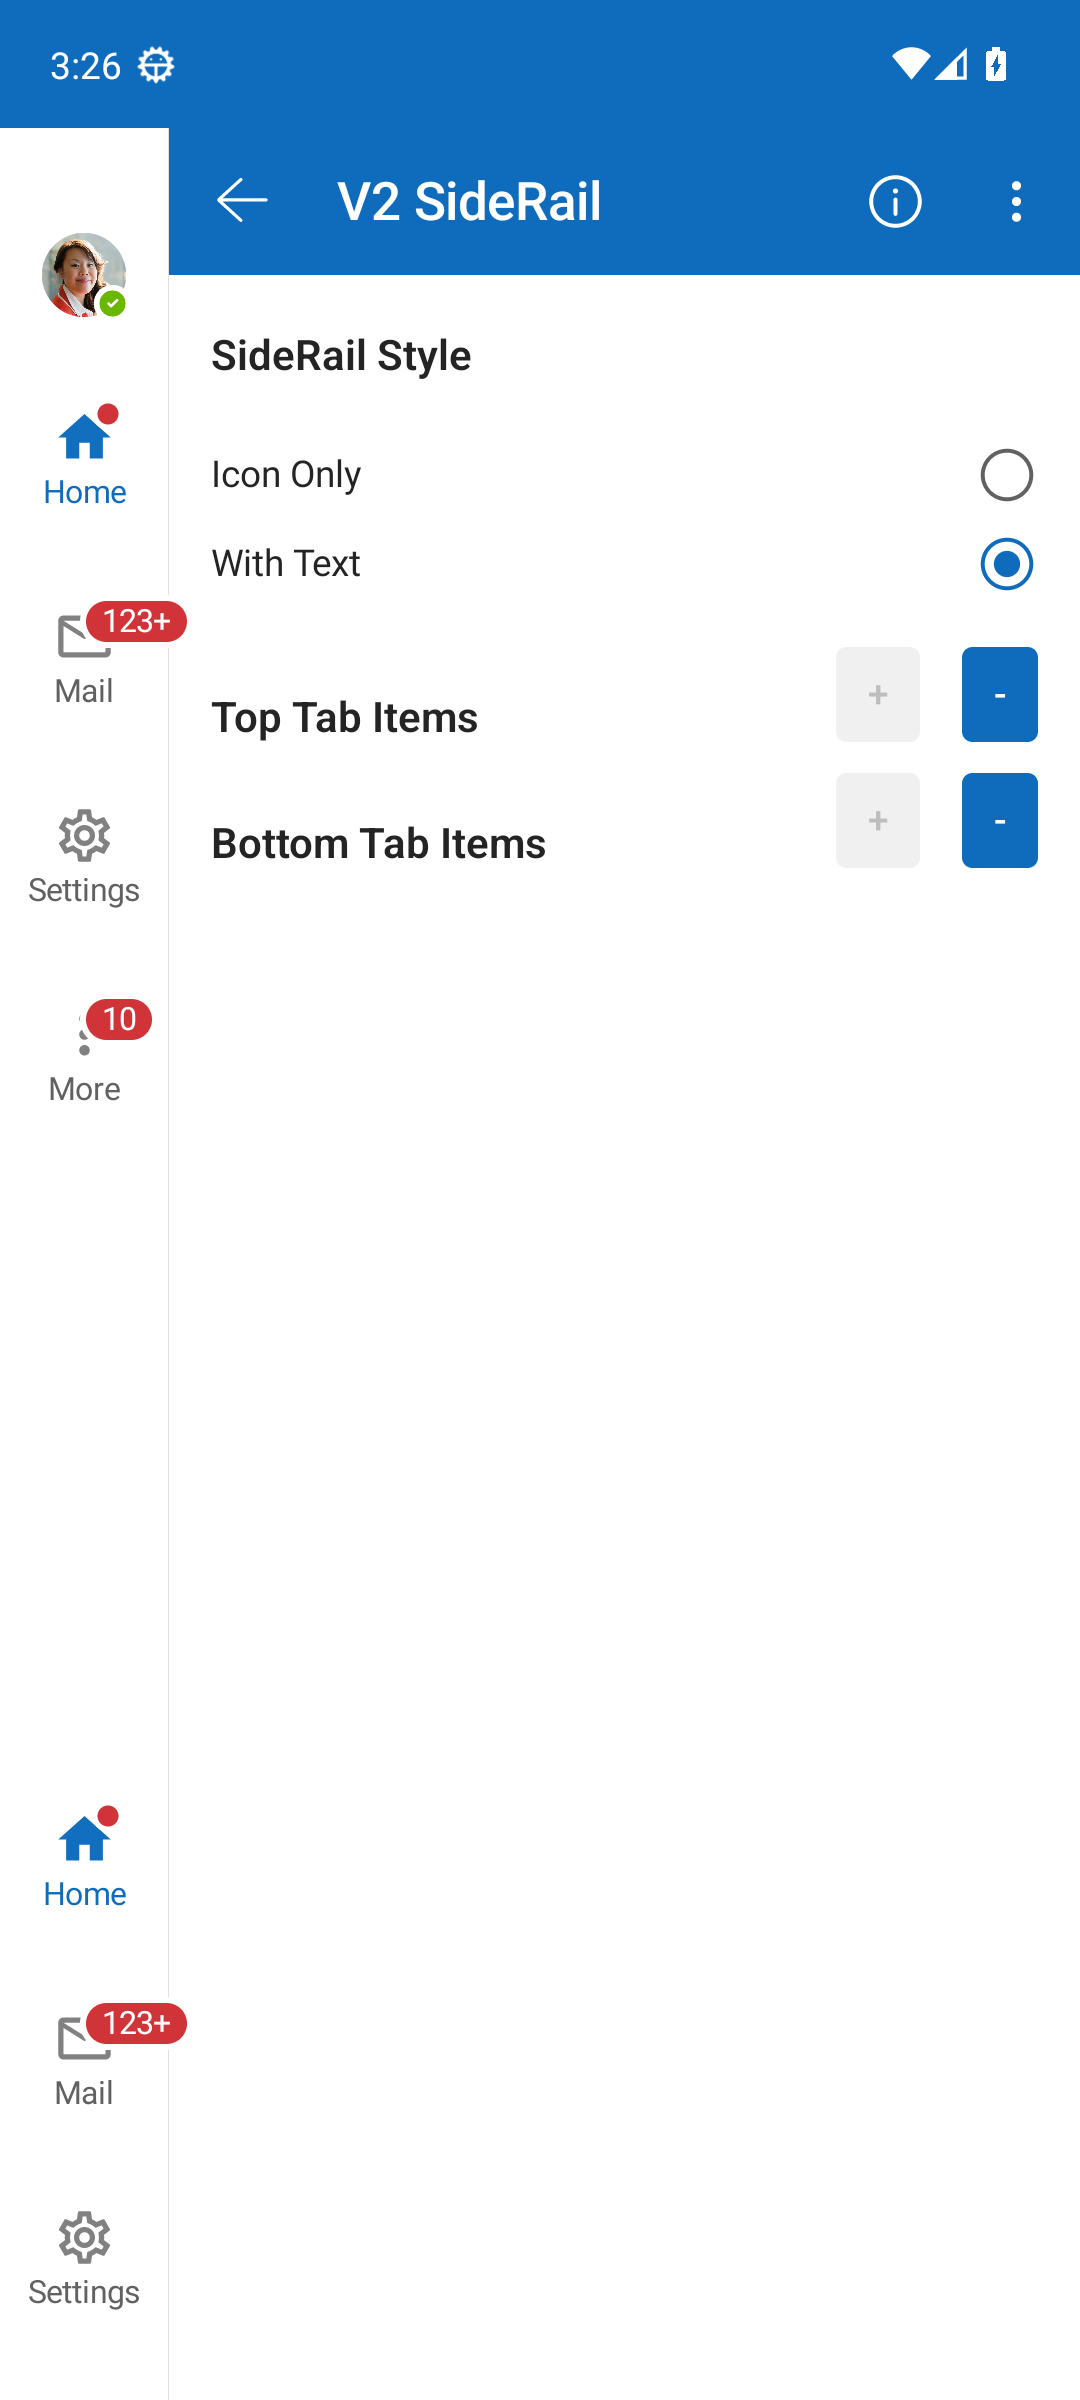 3:26
V2 SideRail
SideRail Style
Icon Only
With Text
Top Tab Items
+
-
Bottom Tab Items
+
-
Home
123+
Mail
Settings
10
More
Home
123+
Mail
Settings